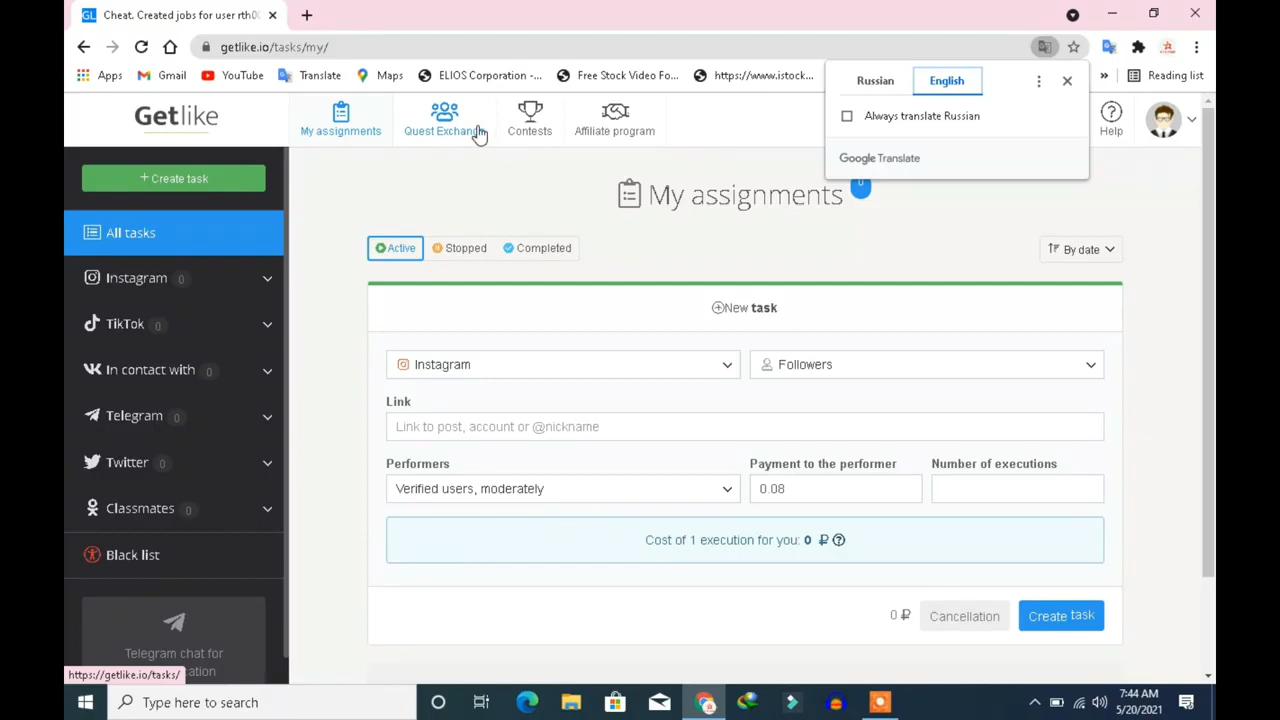 Cheat. Created jobs for user rth0
getlike.io/tasks/my/
Apps
Gmail
YouTube
Translate
Maps
ELIOS Corporation -...
Free Stock Video Fo...
https://www.istock...
»
Reading list
Russian
English
Always translate Russian
Google Translate
Getlike
My assignments
Quest Exchange
Contests
Affiliate program
Help
+ Create task
All tasks
Instagram 0
TikTok 0
In contact with 0
Telegram 0
Twitter 0
Classmates 0
Black list
Telegram chat for
My assignments 0
Active
Stopped
Completed
By date
New task
Instagram
Followers
Link
Link to post, account or @nickname
Performers
Payment to the performer
Number of executions
Verified users, moderately
0.08
Cost of 1 execution for you: 0 ₽
0 ₽
Cancellation
Create task
https://getlike.io/tasks/
Type here to search
7:44 AM
5/20/2021